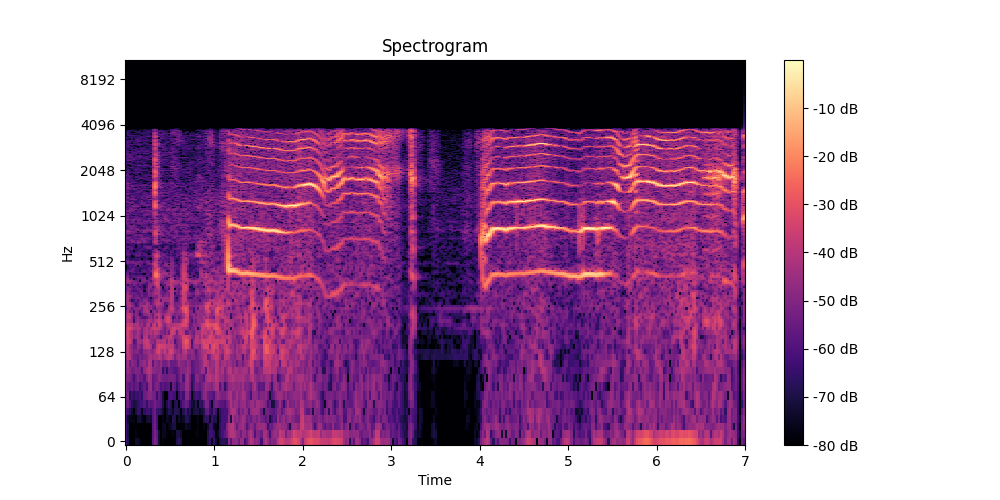 Spectrogram
8192
4096
2048
1024
512
256
128
64
0
Hz
0 1 2 3 4 5 6 7
Time
-10 dB
-20 dB
-30 dB
-40 dB
-50 dB
-60 dB
-70 dB
-80 dB